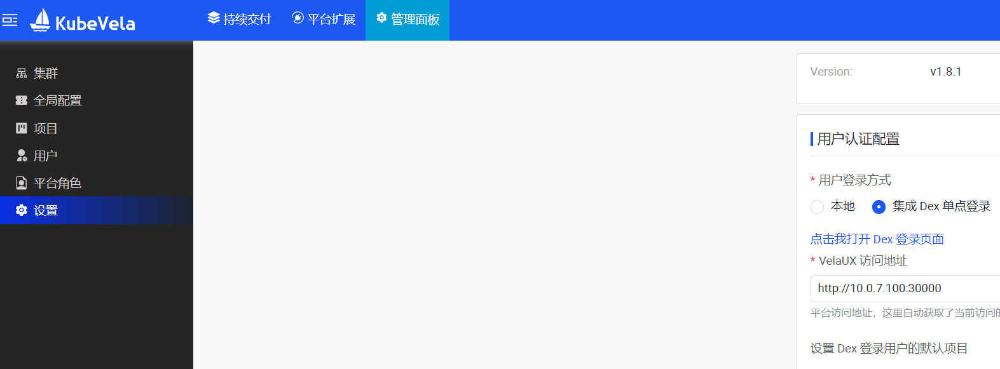 KubeVela
持续交付
平台扩展
管理面板
集群
全局配置
项目
用户
平台角色
设置
Version: v1.8.1
用户认证配置
* 用户登录方式
本地 集成 Dex 单点登录
点击我打开 Dex 登录页面
* VelaUX 访问地址
http://10.0.7.100:30000
平台访问地址，这里自动获取了当前访问的
设置 Dex 登录用户的默认项目